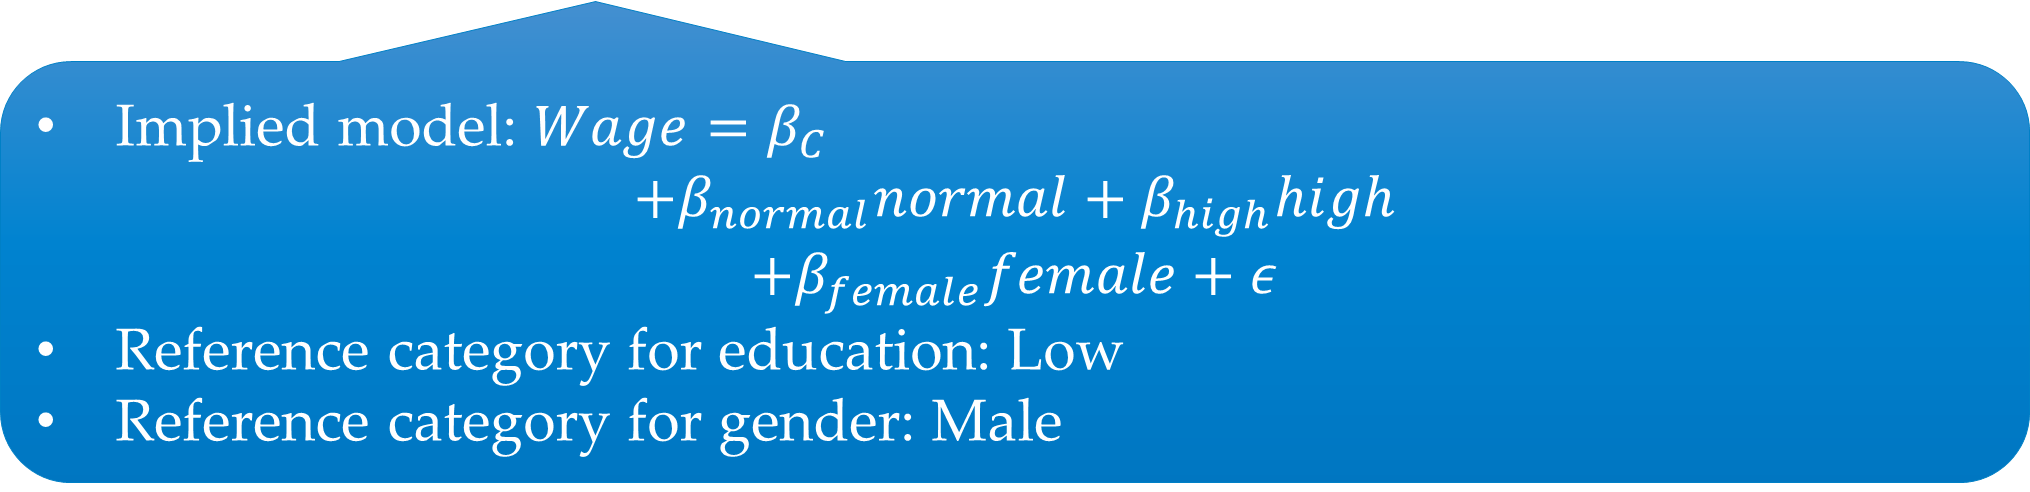 • Implied model: Wage = β_C
+β_normal normal + β_high high
+β_female female + ϵ
• Reference category for education: Low
• Reference category for gender: Male